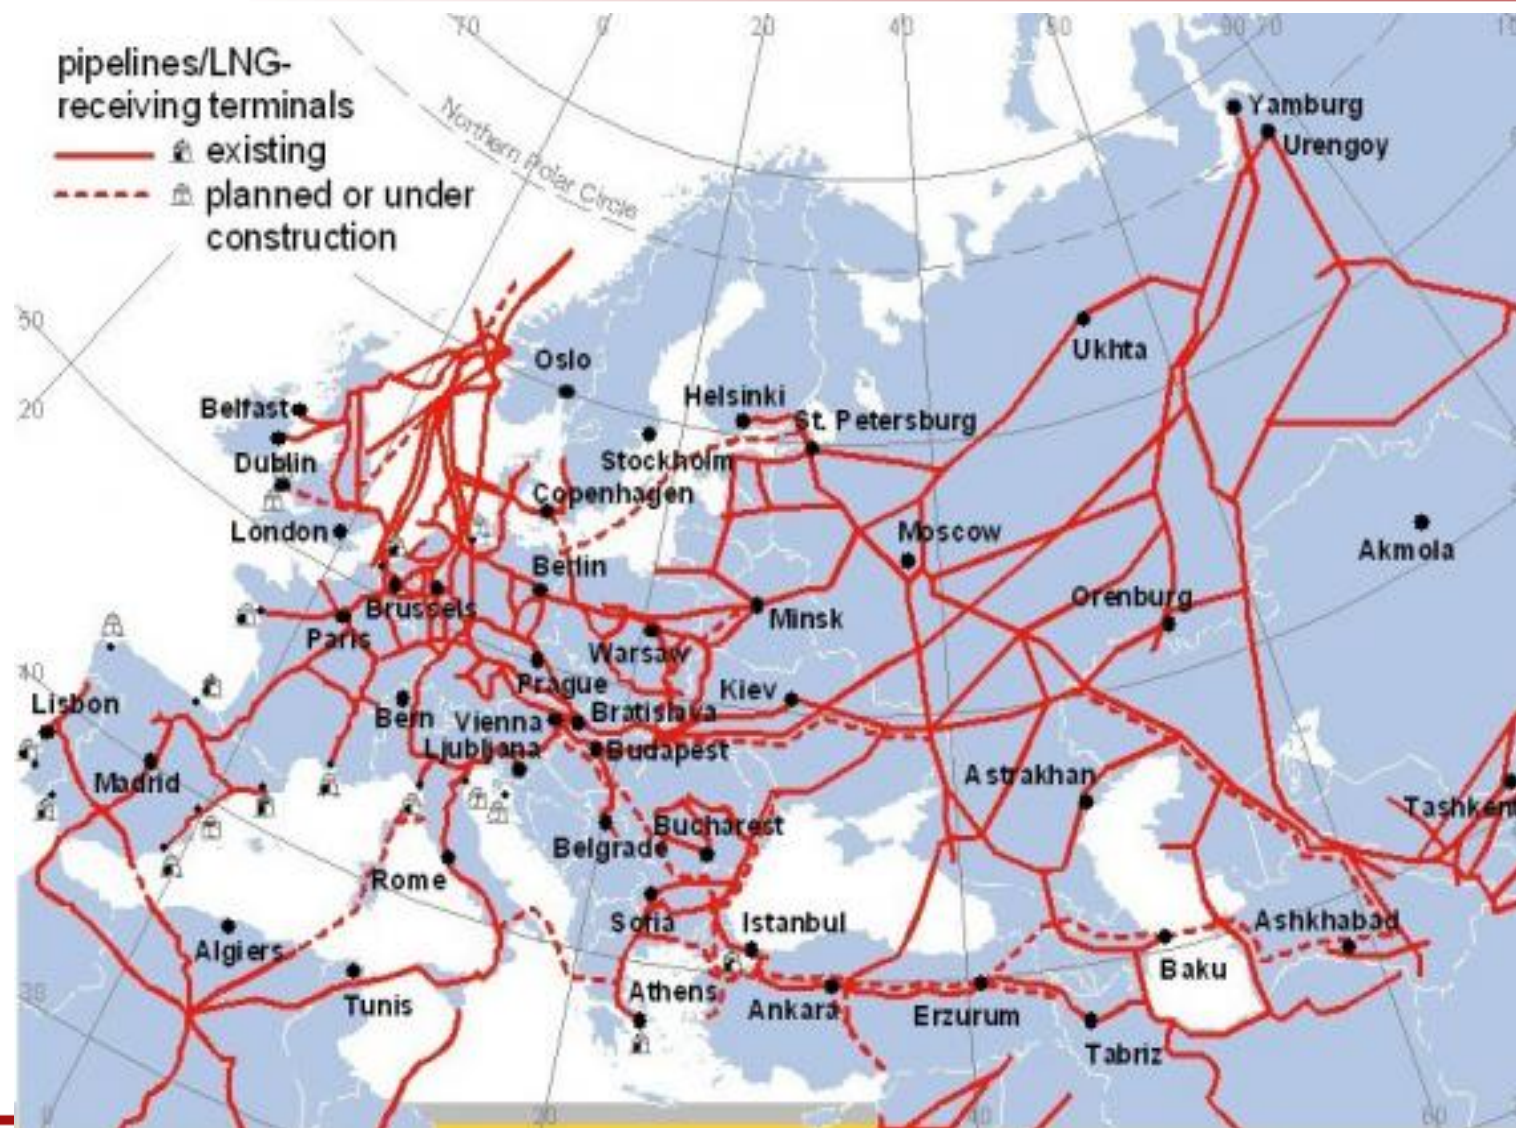 pipelines/LNG-
receiving terminals
existing
planned or under
construction
Northern Polar Circle
70
0
20
40
60
80
70
10
50
20
40
38
0
20
40
60
Yamburg
Urengoy
Ukhta
Oslo
Helsinki
St. Petersburg
Belfast
Dublin
Stockholm
Copenhagen
London
Moscow
Akmola
Berlin
Brussels
Orenburg
Minsk
Paris
Warsaw
Prague
Kiev
Lisbon
Bern
Vienna
Bratislava
Ljubljana
Budapest
Madrid
Astrakhan
Tashkent
Bucharest
Belgrade
Rome
Sofia
Istanbul
Ashkhabad
Algiers
Baku
Athens
Tunis
Ankara
Erzurum
Tabriz